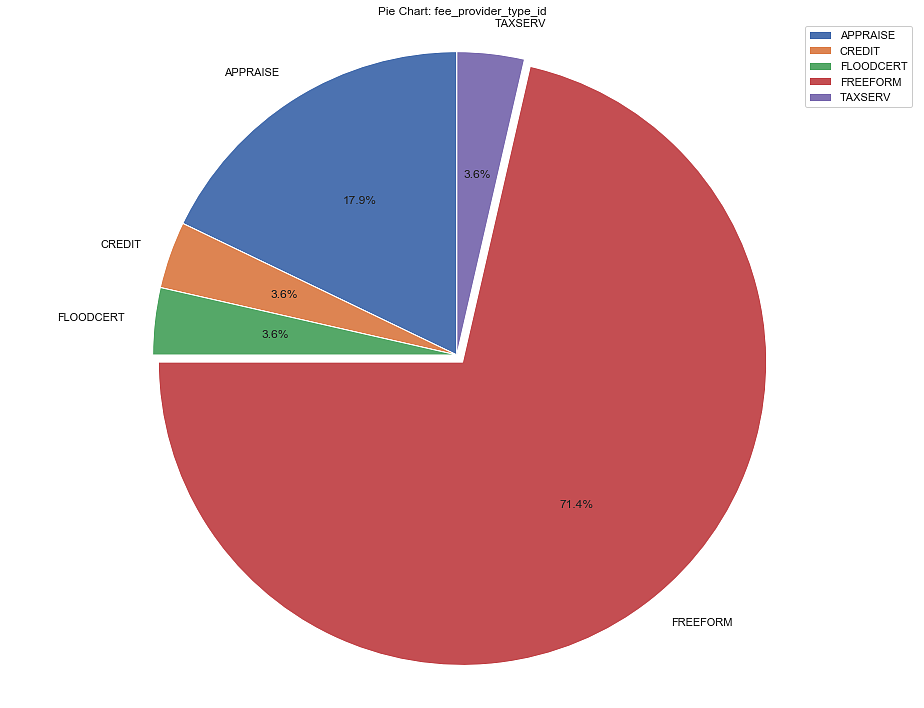 Pie Chart: fee_provider_type_id
TAXSERV
APPRAISE
CREDIT
FLOODCERT
FREEFORM
TAXSERV
APPRAISE
3.6%
17.9%
CREDIT
3.6%
FLOODCERT
3.6%
71.4%
FREEFORM